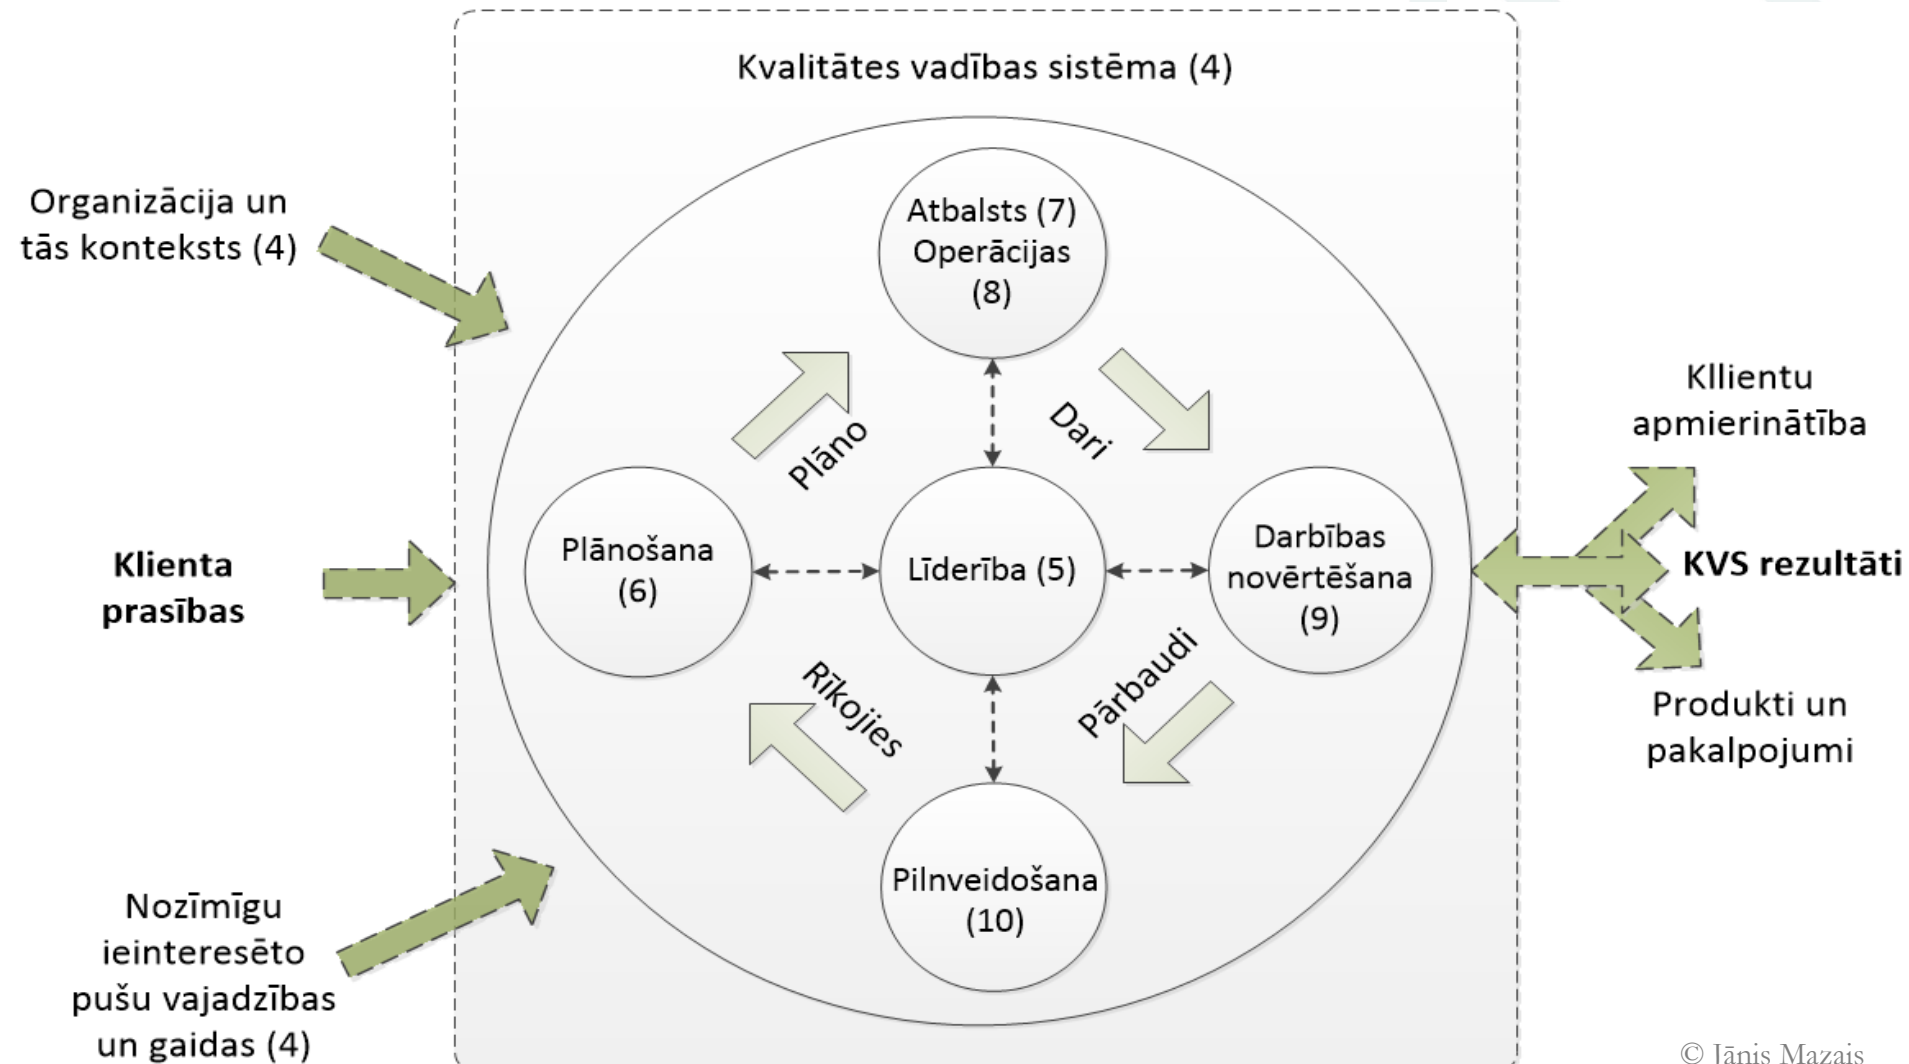 Kvalitātes vadības sistēma (4)
Organizācija un
tās konteksts (4)
Klienta
prasības
Nozīmīgu
ieinteresēto
pušu vajadzības
un gaidas (4)
Atbalsts (7)
Operācijas
(8)
Plāno
Dari
Plānošana
(6)
Līderība (5)
Darbības
novērtēšana
(9)
Rīkojies
Pārbaudi
Pilnveidošana
(10)
Kllientu
apmierinātība
KVS rezultāti
Produkti un
pakalpojumi
© Jānis Mazais